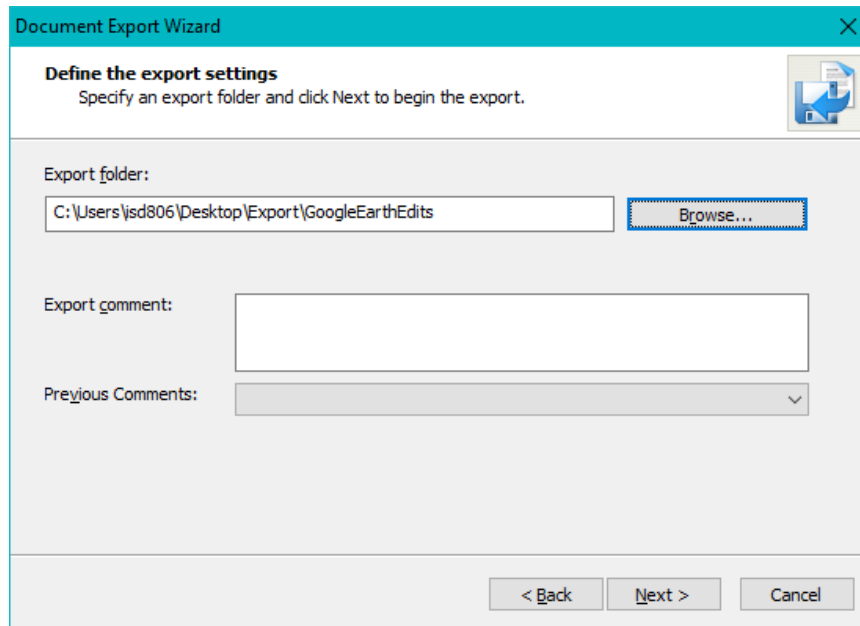 Document Export Wizard
Define the export settings
Specify an export folder and click Next to begin the export.
Export folder:
C:\Users\isd806\Desktop\Export\GoogleEarthEdits
Browse...
Export comment:
Previous Comments:
< Back Next > Cancel